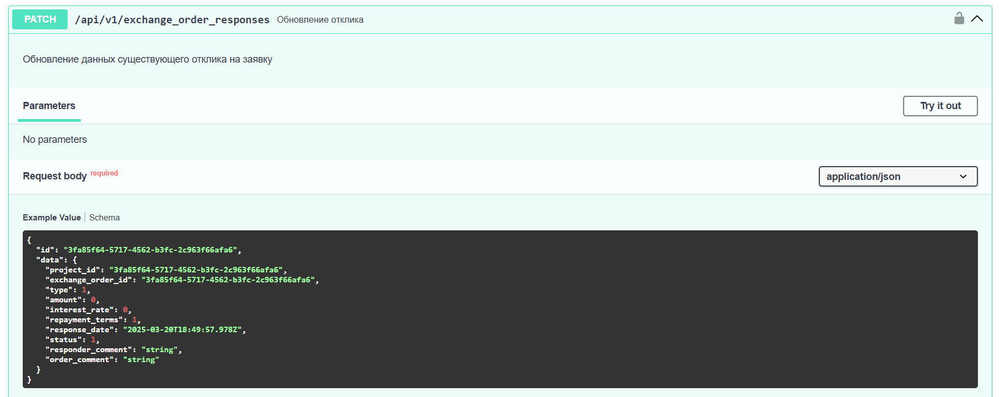 PATCH /api/v1/exchange_order_responses Обновление отклика
Обновление данных существующего отклика на заявку
Parameters
Try it out
No parameters
Request body required
application/json
Example Value | Schema
{
  "id": "3fa85f64-5717-4562-b3fc-2c963f66afa6",
  "data": {
    "project_id": "3fa85f64-5717-4562-b3fc-2c963f66afa6",
    "exchange_order_id": "3fa85f64-5717-4562-b3fc-2c963f66afa6",
    "type": 1,
    "amount": 0,
    "interest_rate": 0,
    "repayment_terms": 1,
    "response_date": "2025-03-20T18:49:57.978Z",
    "status": 1,
    "responder_comment": "string",
    "order_comment": "string"
  }
}